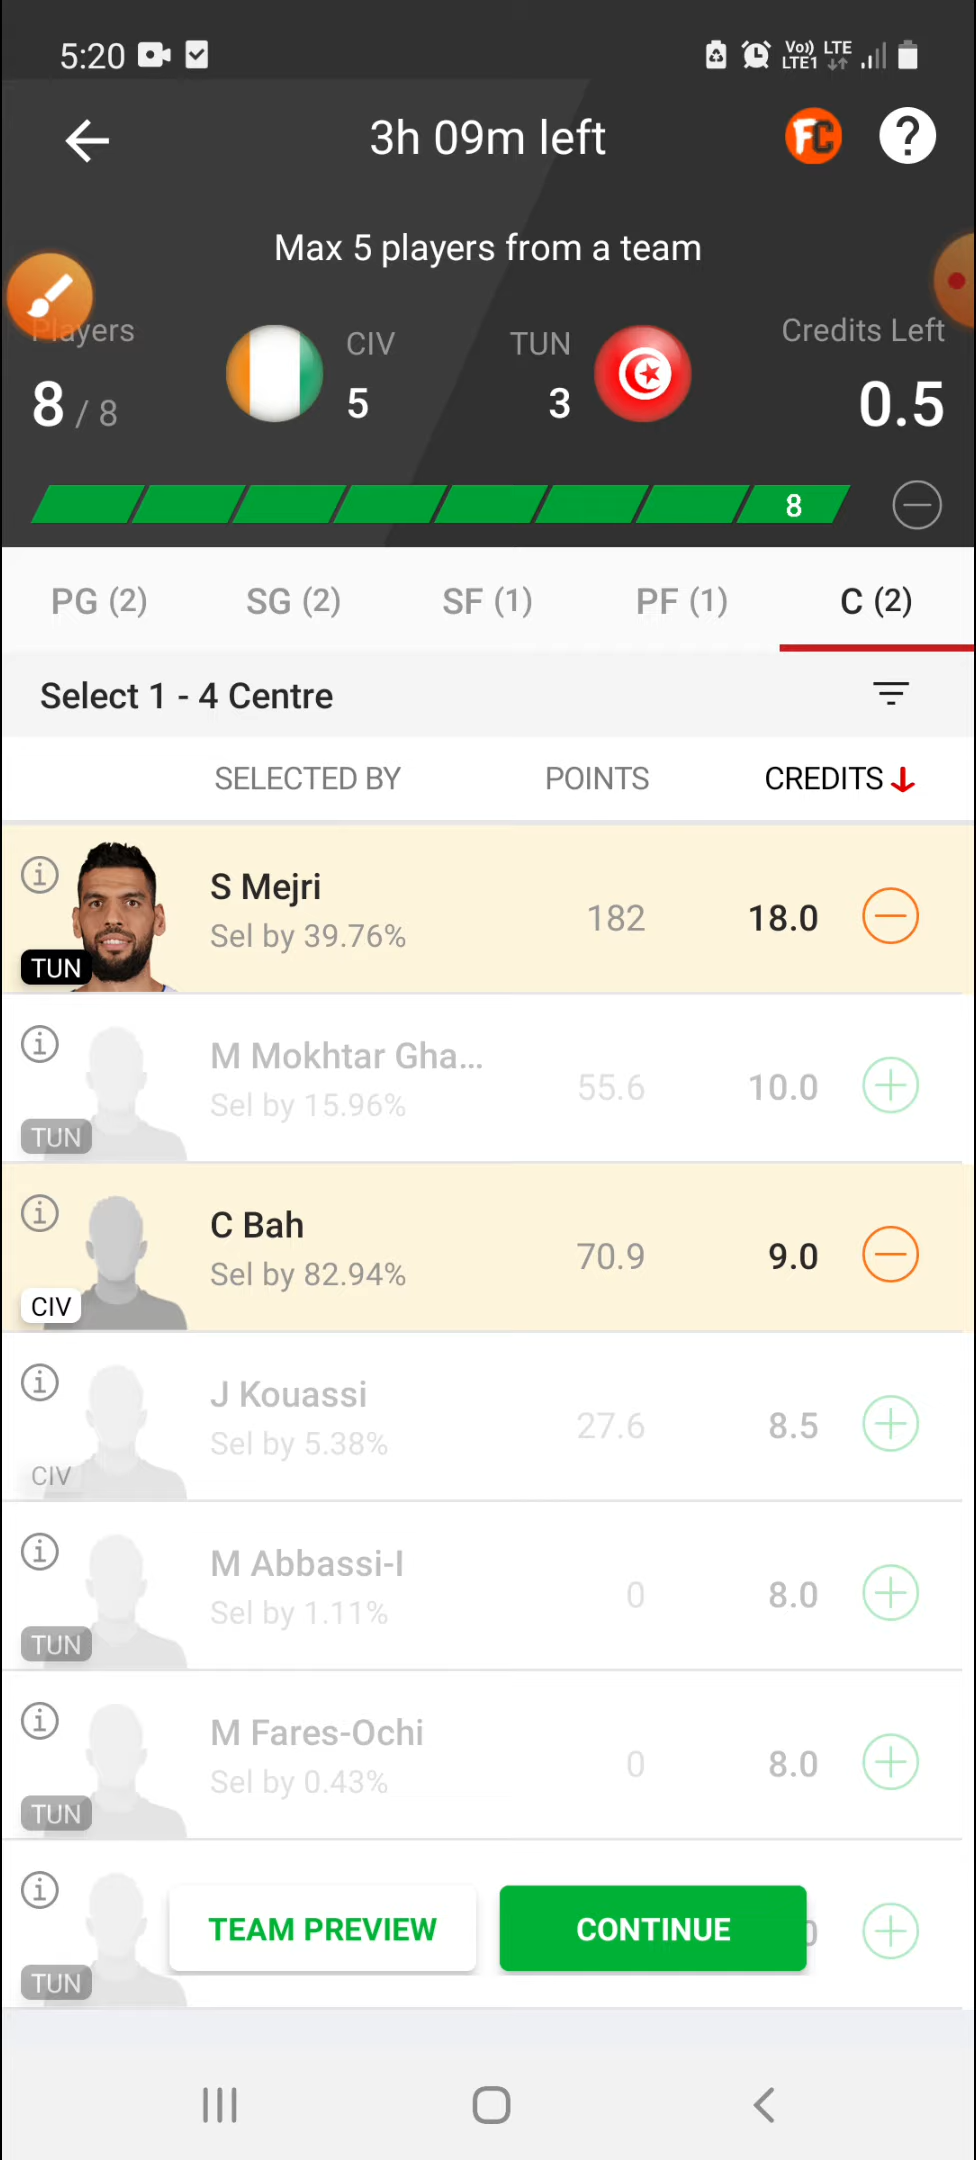 5:20
Vo)) LTE
LTE1
3h 09m left
FC
?
Max 5 players from a team
Players
CIV
TUN
Credits Left
8 / 8
5
3
0.5
8
PG (2)
SG (2)
SF (1)
PF (1)
C (2)
Select 1 - 4 Centre
SELECTED BY
POINTS
CREDITS
S Mejri
Sel by 39.76%
182
18.0
TUN
M Mokhtar Gha...
Sel by 15.96%
55.6
10.0
TUN
C Bah
Sel by 82.94%
70.9
9.0
CIV
J Kouassi
Sel by 5.38%
27.6
8.5
CIV
M Abbassi-I
Sel by 1.11%
0
8.0
TUN
M Fares-Ochi
Sel by 0.43%
0
8.0
TUN
TEAM PREVIEW
CONTINUE
TUN